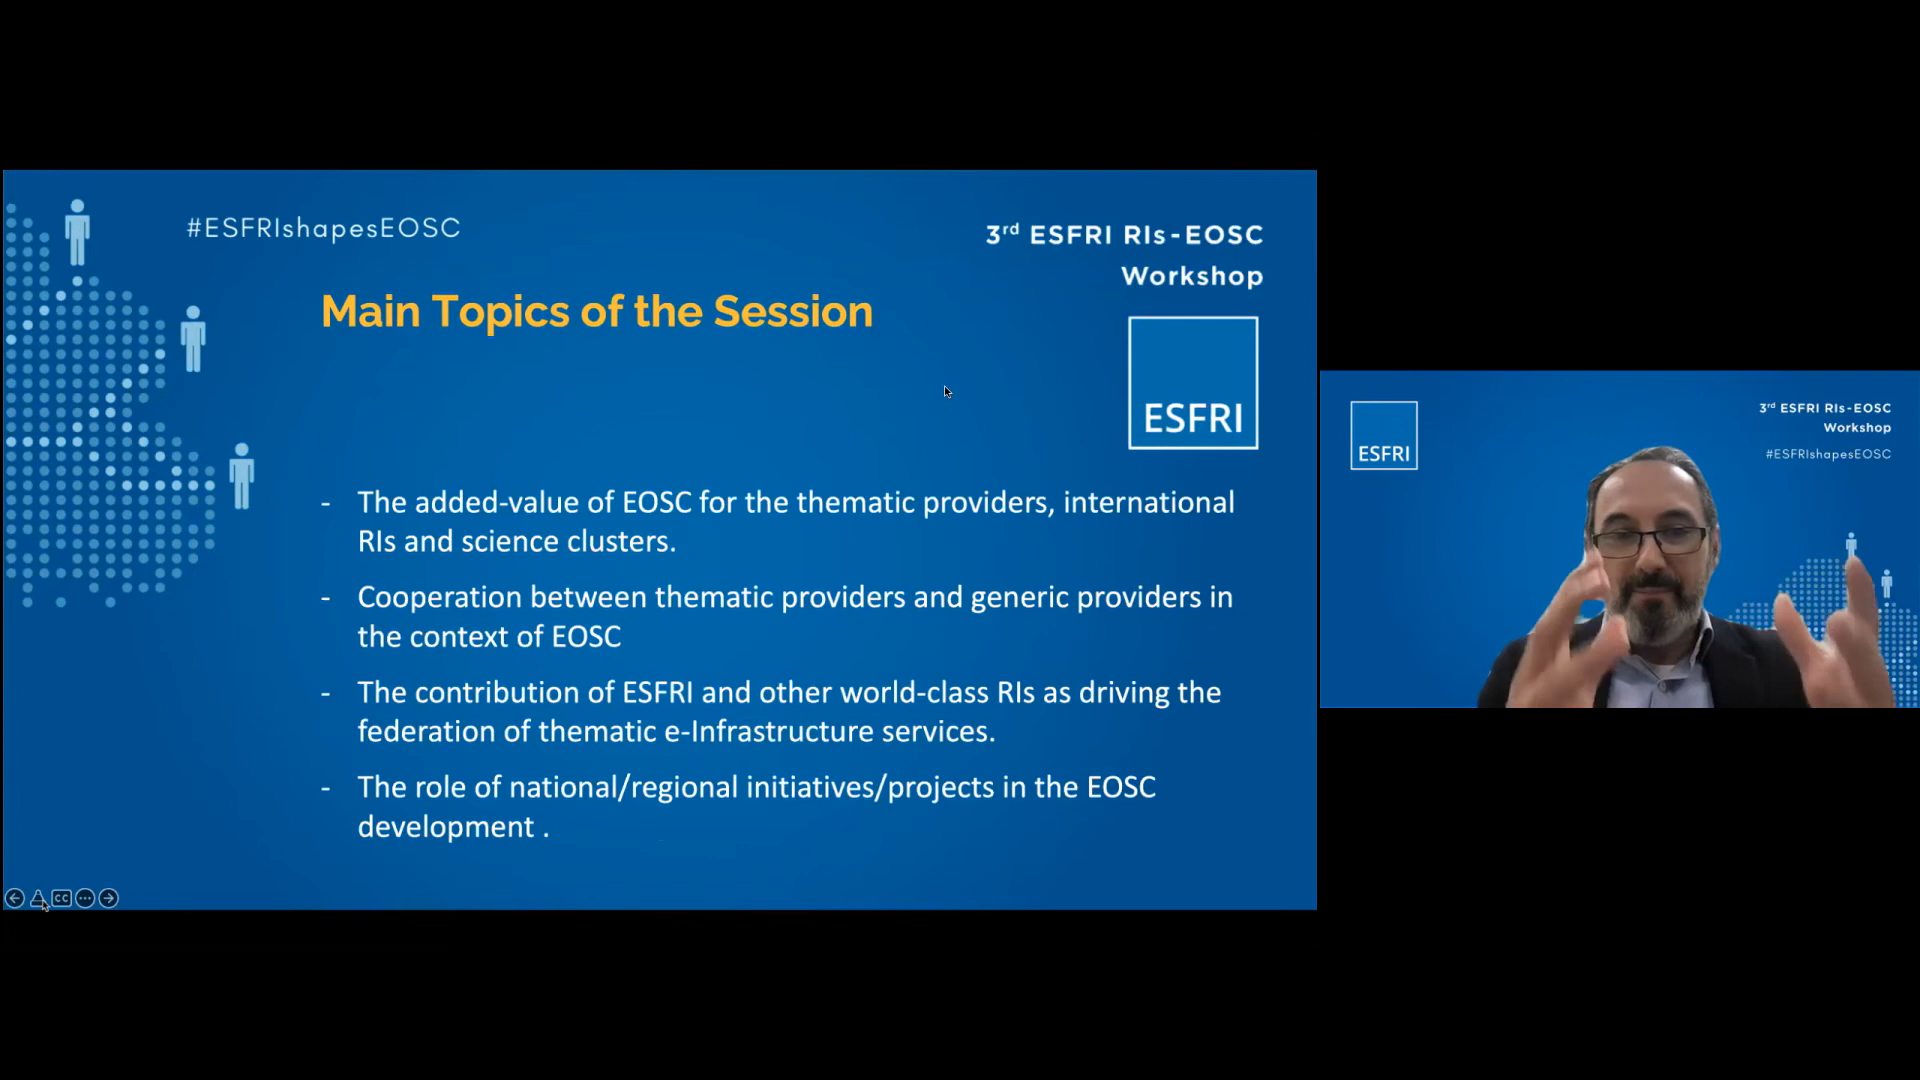 #ESFRIshapesEOSC
3rd ESFRI RIs-EOSC
Workshop
Main Topics of the Session
ESFRI
- The added-value of EOSC for the thematic providers, international
RIs and science clusters.
- Cooperation between thematic providers and generic providers in
the context of EOSC
- The contribution of ESFRI and other world-class RIs as driving the
federation of thematic e-Infrastructure services.
- The role of national/regional initiatives/projects in the EOSC
development .
CC
ESFRI
3rd ESFRI RIs-EOSC
Workshop
#ESFRIshapesEOSC